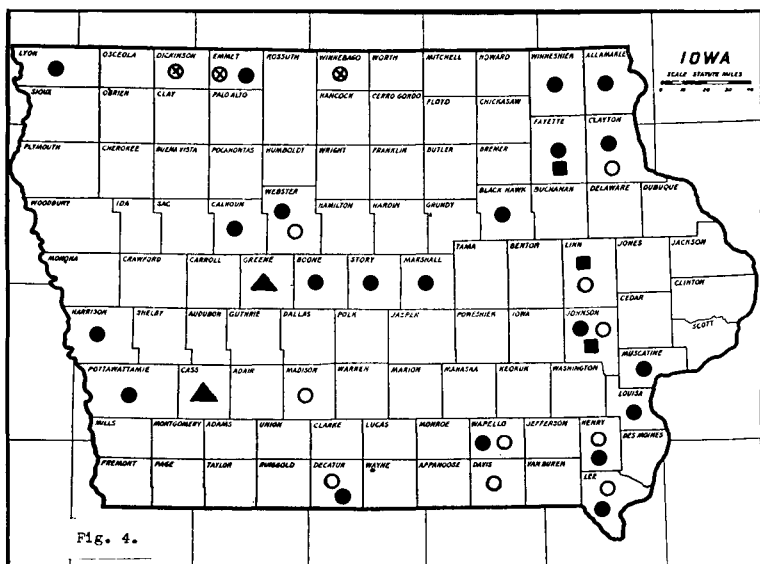 IOWA
SCALE STATUTE MILES
LYON OSCEOLA DICKINSON EMMET KOSSUTH WINNEBAGO WORTH MITCHELL HOWARD WINNESHIEK ALLAMAKEE
SIOUX O'BRIEN CLAY PALO ALTO HANCOCK CERRO GORDO FLOYD CHICKASAW
FAYETTE CLAYTON
PLYMOUTH CHEROKEE BUENA VISTA POCAHONTAS HUMBOLDT WRIGHT FRANKLIN BUTLER BREMER
WOODBURY IDA SAC CALHOUN WEBSTER HAMILTON HARDIN GRUNDY BLACK HAWK BUCHANAN DELAWARE DUBUQUE
MONONA CRAWFORD CARROLL GREENE BOONE STORY MARSHALL TAMA BENTON LINN JONES JACKSON
CLINTON
CEDAR
HARRISON SHELBY AUDUBON GUTHRIE DALLAS POLK JASPER POWESHIEK IOWA JOHNSON
SCOTT
MUSCATINE
POTTAWATTAMIE CASS ADAIR MADISON WARREN MARION MAHASKA KEOKUK WASHINGTON
LOUISA
MILLS MONTGOMERY ADAMS UNION CLARKE LUCAS MONROE WAPELLO JEFFERSON HENRY
DES MOINES
FREMONT PAGE TAYLOR RINGGOLD DECATUR WAYNE APPANOOSE DAVIS VAN BUREN LEE
Fig. 4.